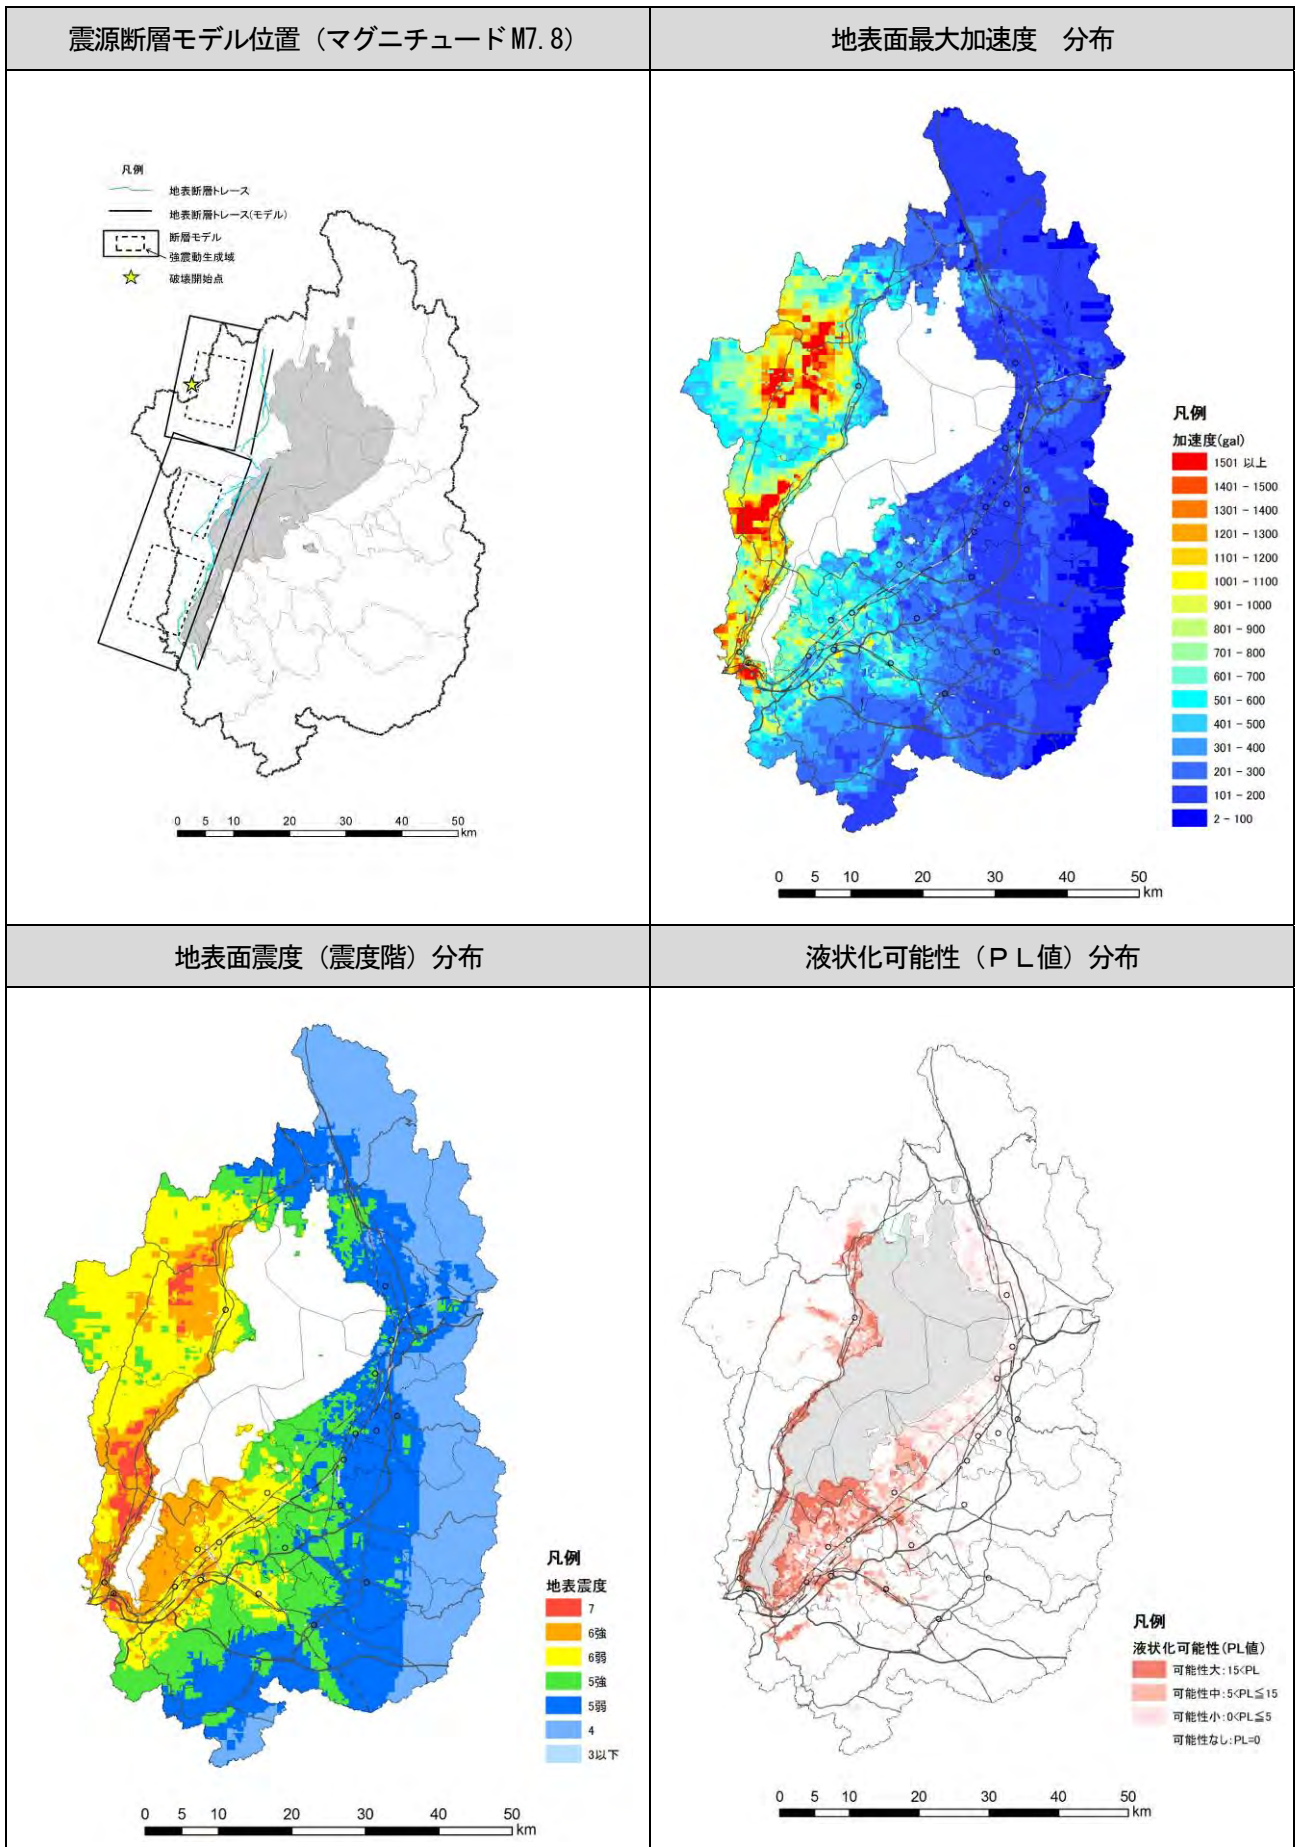 震源断層モデル位置（マグニチュードM7.8）
地表面最大加速度　分布
凡例
地表断層トレース
地表断層トレース(モデル)
断層モデル
強震動生成域
破壊開始点
0 5 10 20 30 40 50
km
凡例
加速度(gal)
1501 以上
1401 - 1500
1301 - 1400
1201 - 1300
1101 - 1200
1001 - 1100
901 - 1000
801 - 900
701 - 800
601 - 700
501 - 600
401 - 500
301 - 400
201 - 300
101 - 200
2 - 100
0 5 10 20 30 40 50
km
地表面震度（震度階）分布
液状化可能性（ＰＬ値）分布
凡例
地表震度
7
6強
6弱
5強
5弱
4
3以下
0 5 10 20 30 40 50
km
凡例
液状化可能性(PL値)
可能性大:15<PL
可能性中:5<PL≦15
可能性小:0<PL≦5
可能性なし:PL=0
0 5 10 20 30 40 50
km